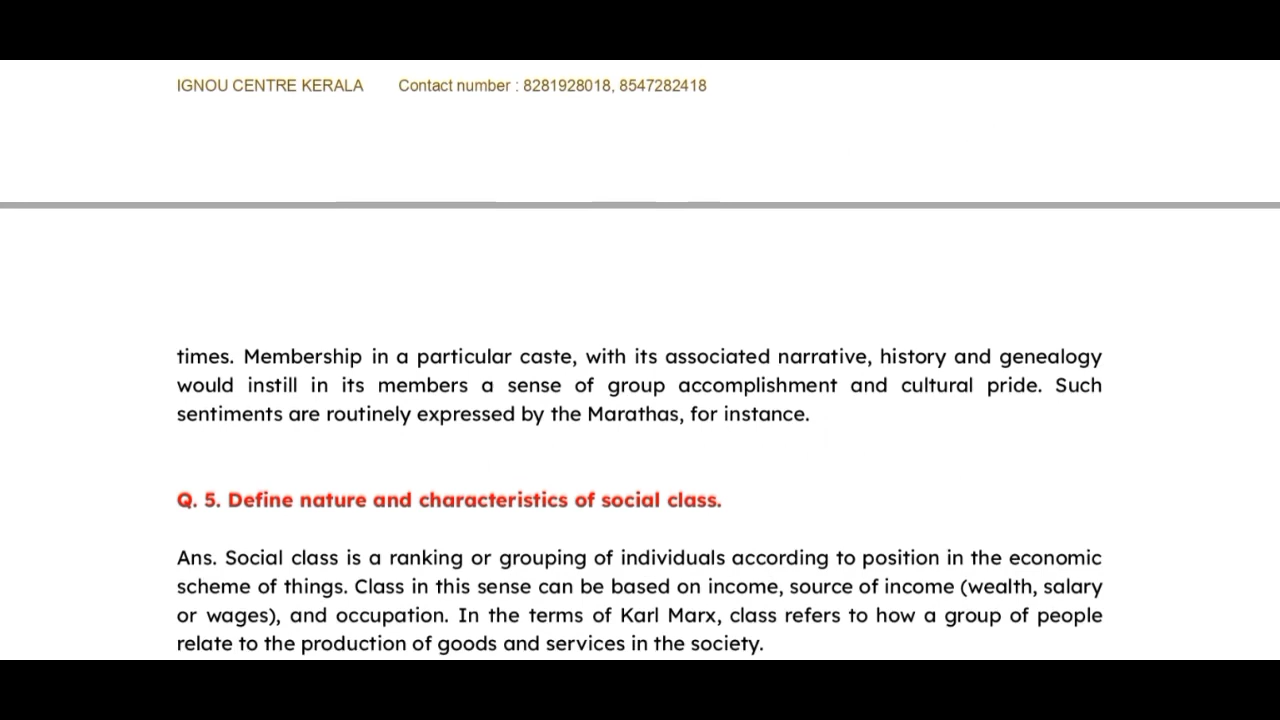 IGNOU CENTRE KERALA Contact number : 8281928018, 8547282418
times. Membership in a particular caste, with its associated narrative, history and genealogy
would instill in its members a sense of group accomplishment and cultural pride. Such
sentiments are routinely expressed by the Marathas, for instance.
Q. 5. Define nature and characteristics of social class.
Ans. Social class is a ranking or grouping of individuals according to position in the economic
scheme of things. Class in this sense can be based on income, source of income (wealth, salary
or wages), and occupation. In the terms of Karl Marx, class refers to how a group of people
relate to the production of goods and services in the society.